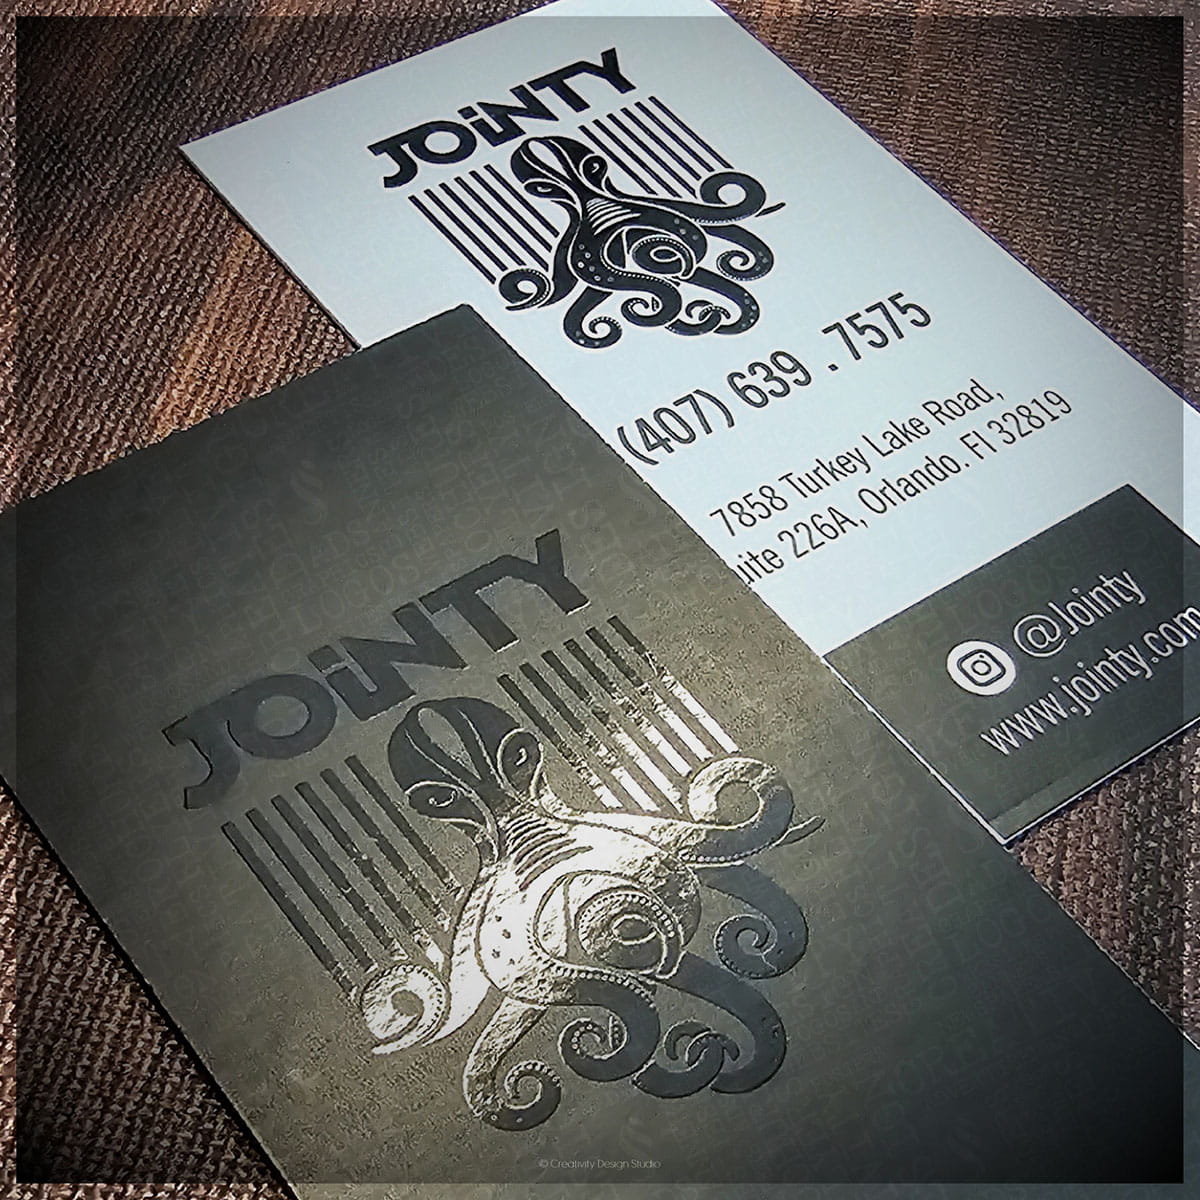 JOiNTY
(407) 639 . 7575
7858 Turkey Lake Road,
226A, Orlando. Fl 32819
@Jointy
www.jointy.com
JOiNTY
© Creativity Design Studio